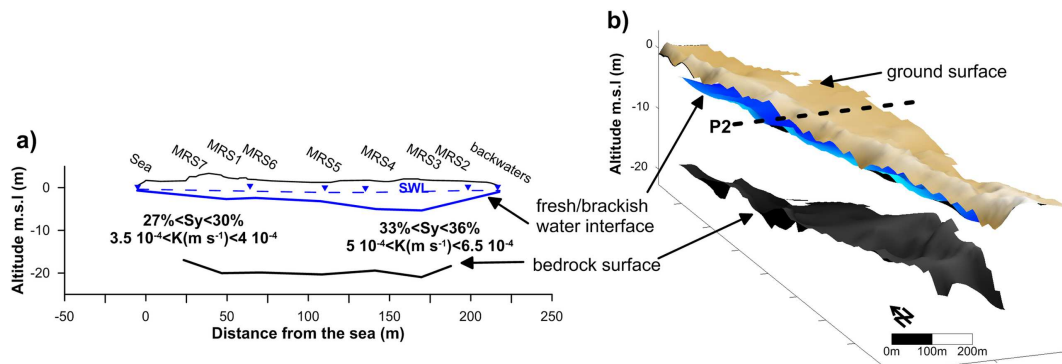 a)
Altitude m.s.l (m)
0
-10
-20
Sea
MRS7
MRS1
MRS6
MRS5
MRS4
MRS3
MRS2
backwaters
SWL
27%<Sy<30%
3.5 10-4<K(m s-1)<4 10-4
33%<Sy<36%
5 10-4<K(m s-1)<6.5 10-4
-50
0
50
100
150
200
250
Distance from the sea (m)
fresh/brackish
water interface
bedrock surface
b)
Altitude m.s.l (m)
0
-10
-20
ground surface
P2
N
0m
100m
200m